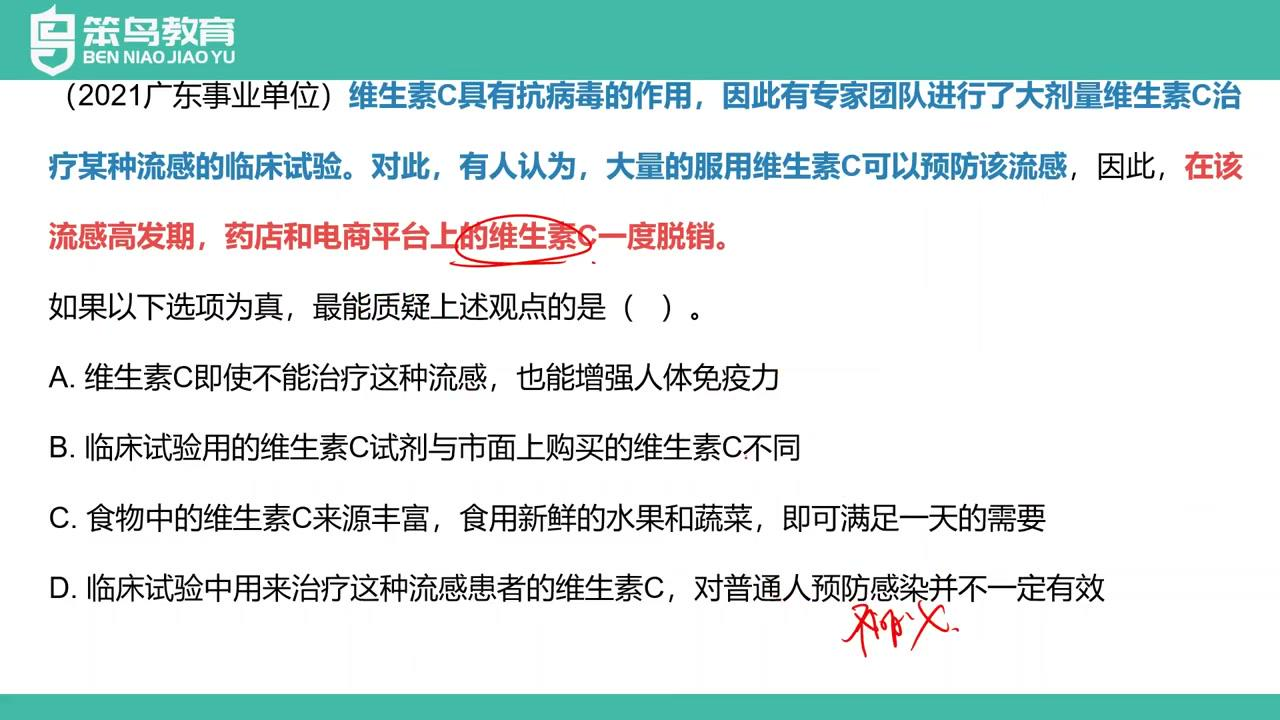 笨鸟教育
BEN NIAO JIAO YU
（2021广东事业单位）维生素C具有抗病毒的作用，因此有专家团队进行了大剂量维生素C治
疗某种流感的临床试验。对此，有人认为，大量的服用维生素C可以预防该流感，因此，在该
流感高发期，药店和电商平台上的维生素C一度脱销。
如果以下选项为真，最能质疑上述观点的是（ ）。
A. 维生素C即使不能治疗这种流感，也能增强人体免疫力
B. 临床试验用的维生素C试剂与市面上购买的维生素C不同
C. 食物中的维生素C来源丰富，食用新鲜的水果和蔬菜，即可满足一天的需要
D. 临床试验中用来治疗这种流感患者的维生素C，对普通人预防感染并不一定有效